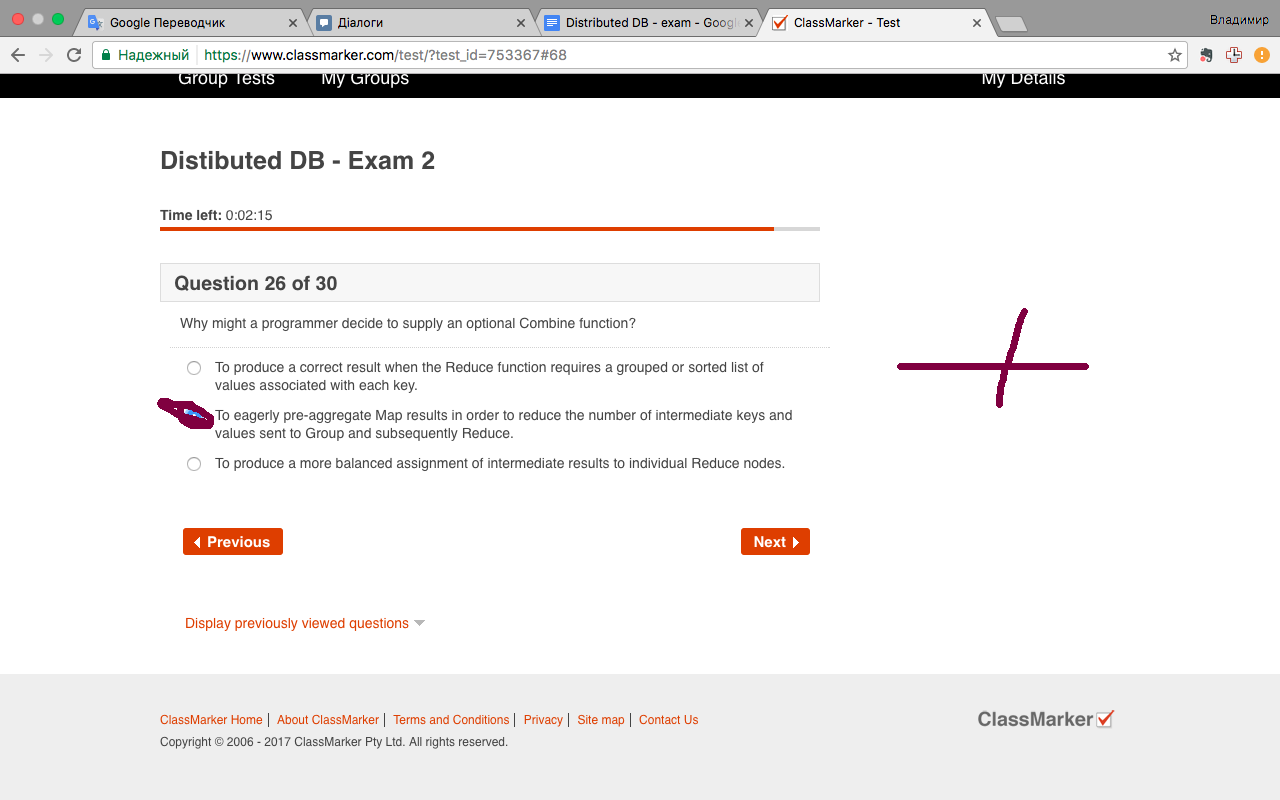 Google Переводчик
Діалоги
Distributed DB - exam - Googl
ClassMarker - Test
Владимир
Надежный
https://www.classmarker.com/test/?test_id=753367#68
Group Tests
My Groups
My Details
Distibuted DB - Exam 2
Time left: 0:02:15
Question 26 of 30
Why might a programmer decide to supply an optional Combine function?
To produce a correct result when the Reduce function requires a grouped or sorted list of
values associated with each key.
To eagerly pre-aggregate Map results in order to reduce the number of intermediate keys and
values sent to Group and subsequently Reduce.
To produce a more balanced assignment of intermediate results to individual Reduce nodes.
Previous
Next
Display previously viewed questions
ClassMarker Home | About ClassMarker | Terms and Conditions | Privacy | Site map | Contact Us
ClassMarker
Copyright © 2006 - 2017 ClassMarker Pty Ltd. All rights reserved.